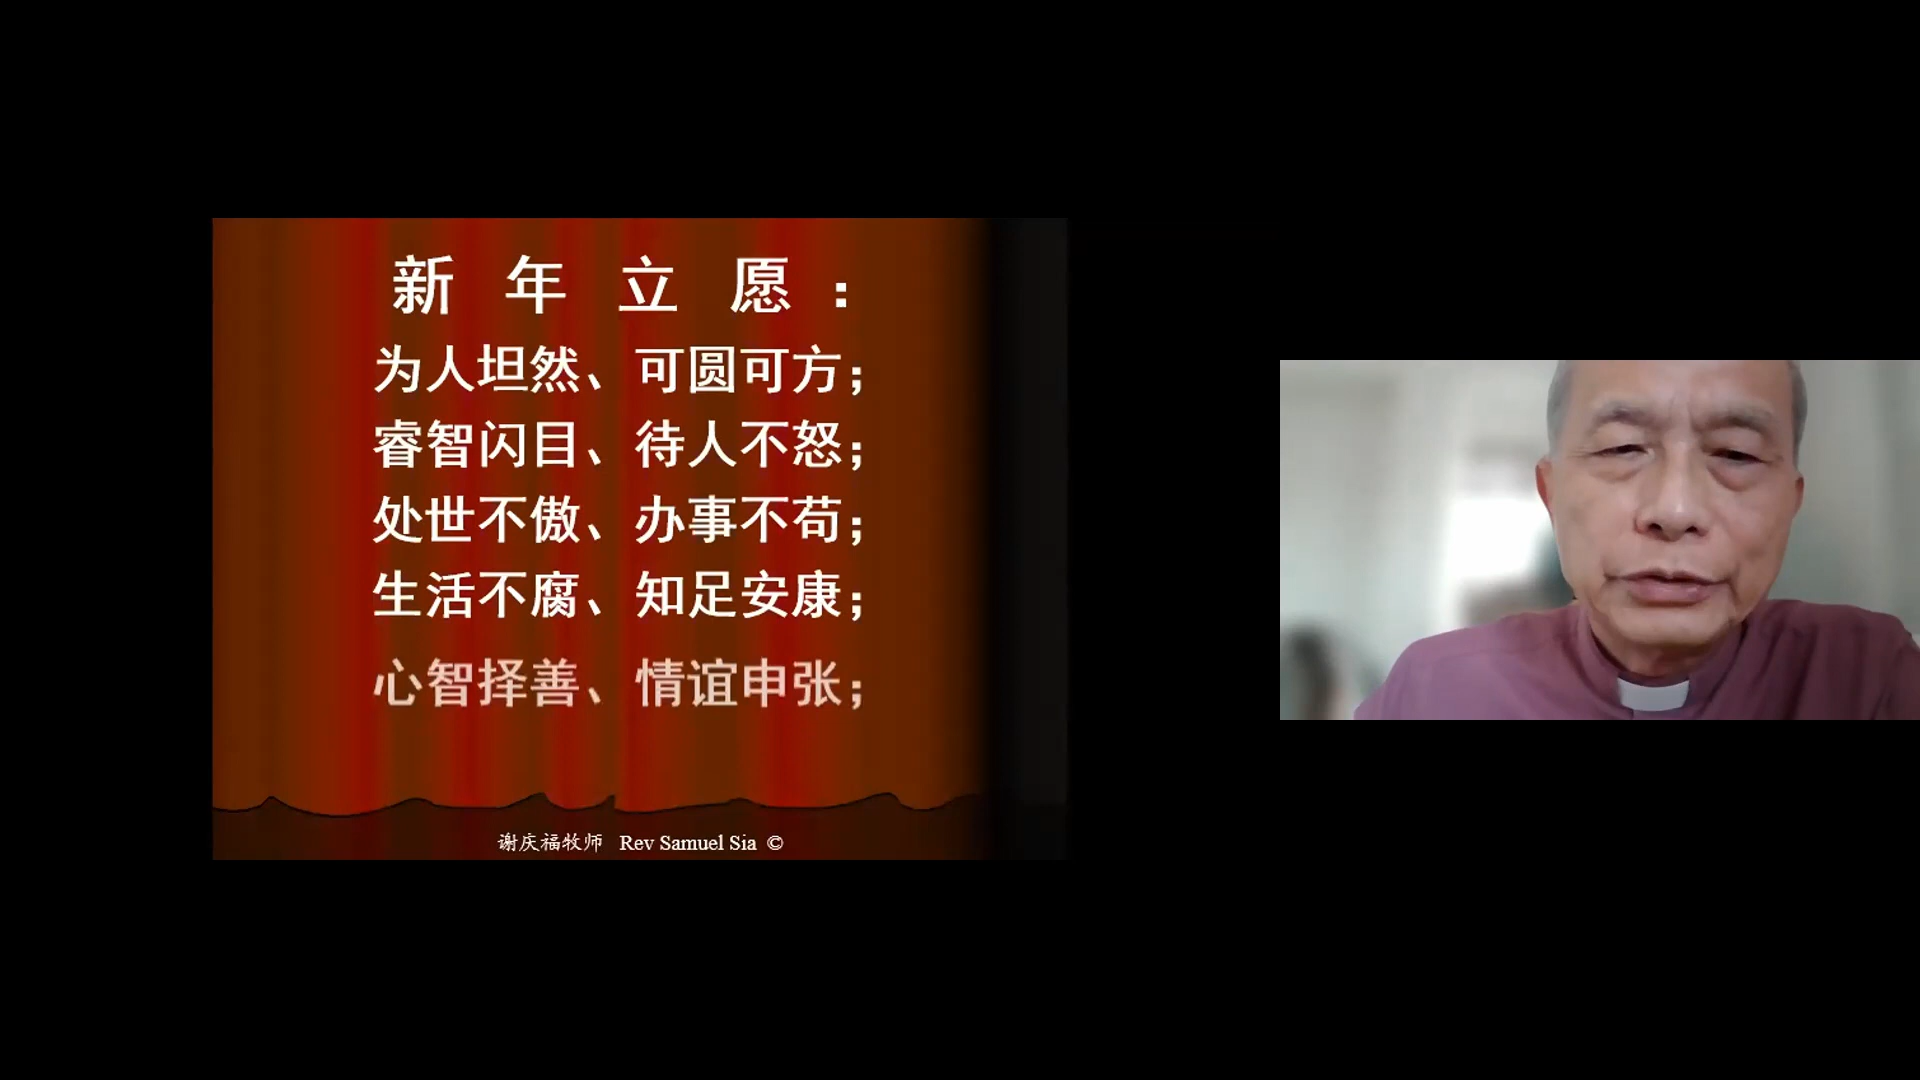 新 年 立 愿 ：
为人坦然、可圆可方；
睿智闪目、待人不怒；
处世不傲、办事不苟；
生活不腐、知足安康；
心智择善、情谊申张；
谢庆福牧师 Rev Samuel Sia ©